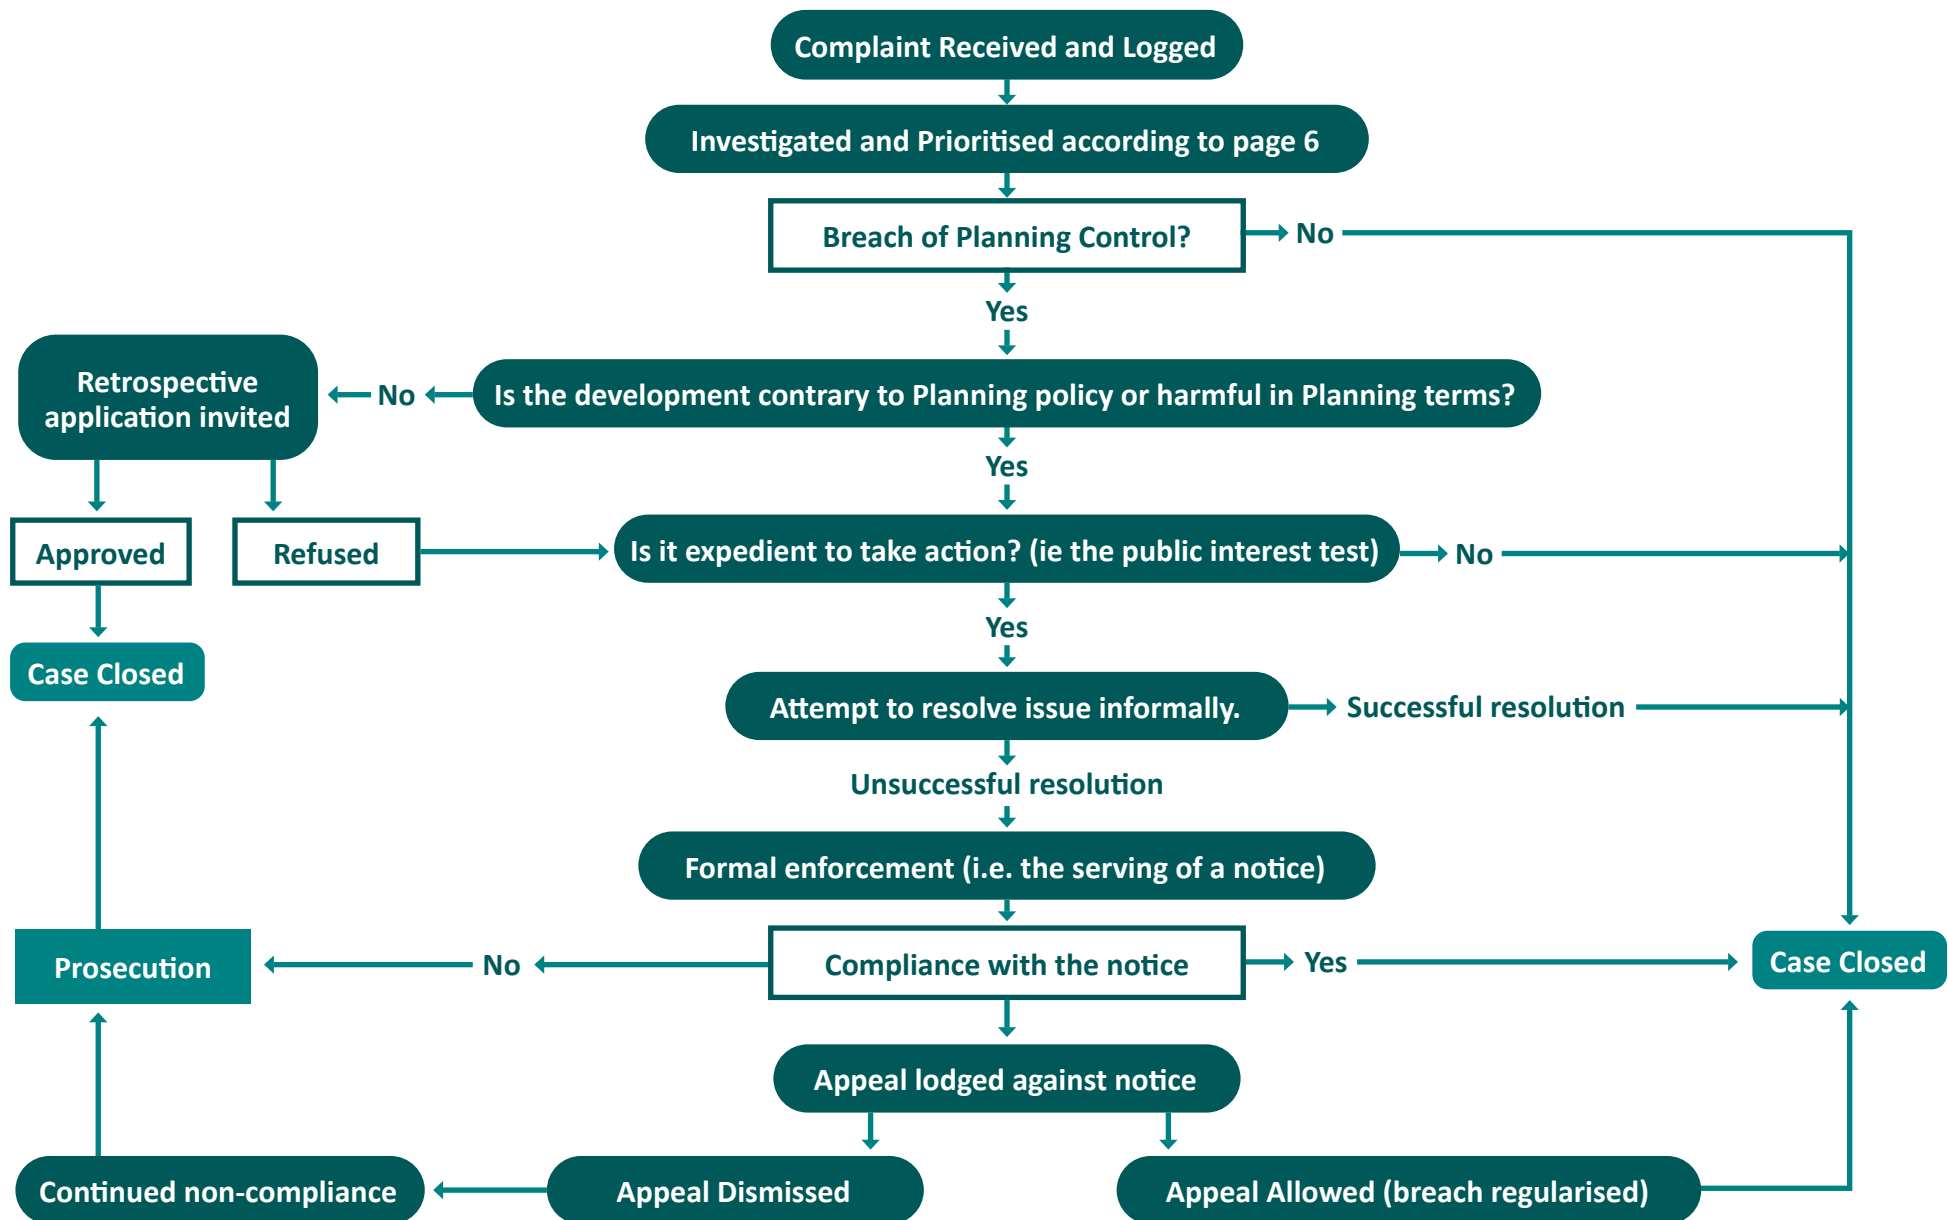 Complaint Received and Logged
Investigated and Prioritised according to page 6
Breach of Planning Control?
No
Yes
Retrospective
application invited
No
Is the development contrary to Planning policy or harmful in Planning terms?
Yes
Approved
Refused
Is it expedient to take action? (ie the public interest test)
No
Yes
Case Closed
Attempt to resolve issue informally.
Successful resolution
Unsuccessful resolution
Formal enforcement (i.e. the serving of a notice)
Prosecution
No
Compliance with the notice
Yes
Case Closed
Appeal lodged against notice
Continued non-compliance
Appeal Dismissed
Appeal Allowed (breach regularised)